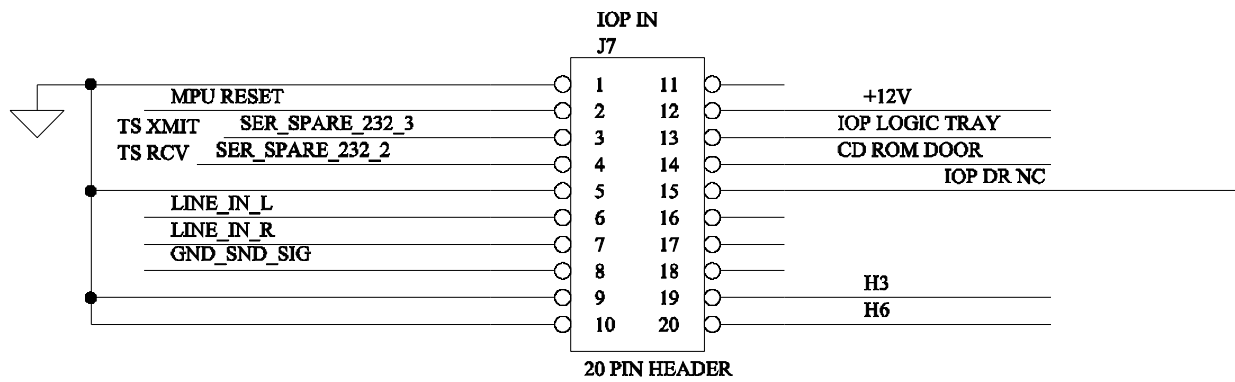 IOP IN
J7
1 11
MPU RESET
2 12 +12V
TS XMIT SER_SPARE_232_3
3 13 IOP LOGIC TRAY
TS RCV SER_SPARE_232_2
4 14 CD ROM DOOR
5 15 IOP DR NC
LINE_IN_L
6 16
LINE_IN_R
7 17
GND_SND_SIG
8 18
9 19 H3
10 20 H6
20 PIN HEADER